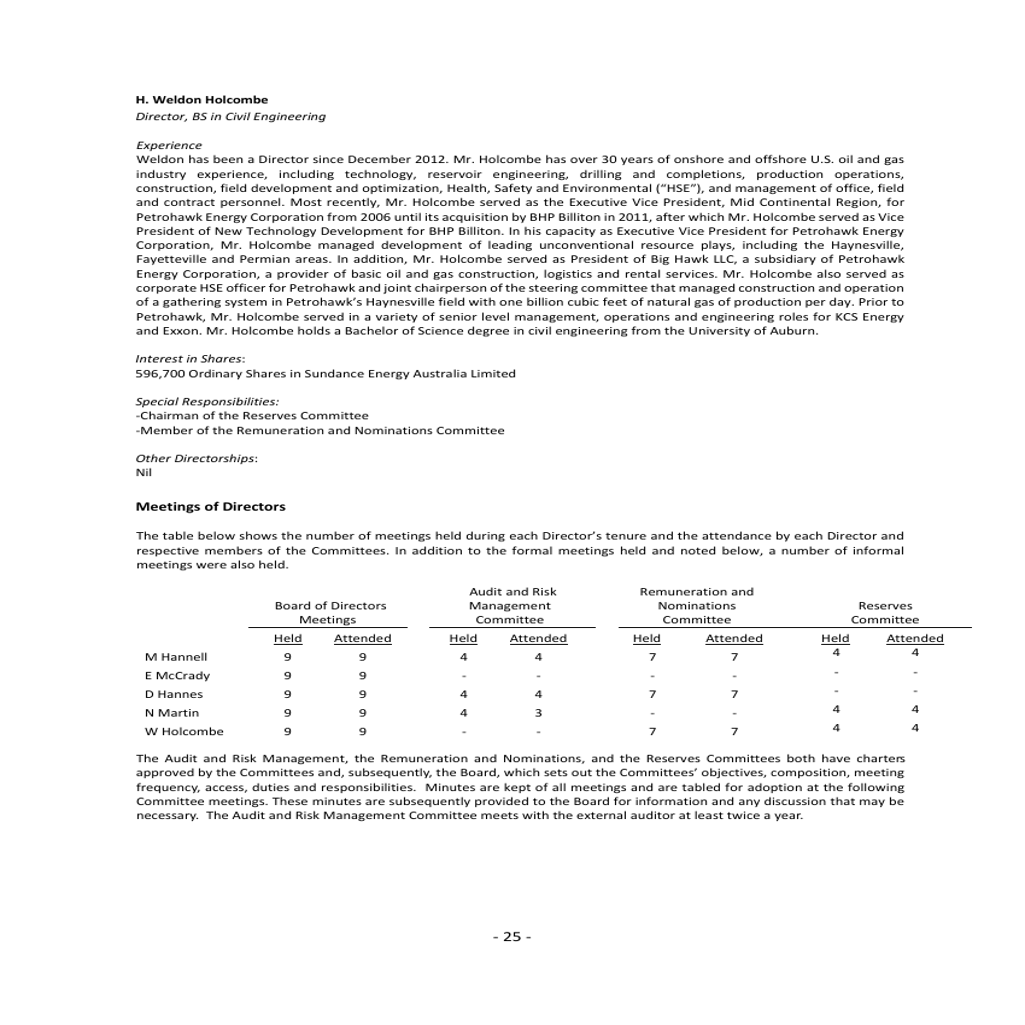 H. Weldon Holcombe
Director, BS in Civil Engineering
Experience
Weldon has been a Director since December 2012. Mr. Holcombe has over 30 years of onshore and offshore U.S. oil and gas
industry experience, including technology, reservoir engineering, drilling and completions, production operations,
construction, field development and optimization, Health, Safety and Environmental (“HSE”), and management of office, field
and contract personnel. Most recently, Mr. Holcombe served as the Executive Vice President, Mid Continental Region, for
Petrohawk Energy Corporation from 2006 until its acquisition by BHP Billiton in 2011, after which Mr. Holcombe served as Vice
President of New Technology Development for BHP Billiton. In his capacity as Executive Vice President for Petrohawk Energy
Corporation, Mr. Holcombe managed development of leading unconventional resource plays, including the Haynesville,
Fayetteville and Permian areas. In addition, Mr. Holcombe served as President of Big Hawk LLC, a subsidiary of Petrohawk
Energy Corporation, a provider of basic oil and gas construction, logistics and rental services. Mr. Holcombe also served as
corporate HSE officer for Petrohawk and joint chairperson of the steering committee that managed construction and operation
of a gathering system in Petrohawk’s Haynesville field with one billion cubic feet of natural gas of production per day. Prior to
Petrohawk, Mr. Holcombe served in a variety of senior level management, operations and engineering roles for KCS Energy
and Exxon. Mr. Holcombe holds a Bachelor of Science degree in civil engineering from the University of Auburn.
Interest in Shares:
596,700 Ordinary Shares in Sundance Energy Australia Limited
Special Responsibilities:
-Chairman of the Reserves Committee
-Member of the Remuneration and Nominations Committee
Other Directorships:
Nil
Meetings of Directors
The table below shows the number of meetings held during each Director’s tenure and the attendance by each Director and
respective members of the Committees. In addition to the formal meetings held and noted below, a number of informal
meetings were also held.
Audit and Risk Remuneration and
Board of Directors Management Nominations Reserves
Meetings Committee Committee Committee
Held Attended Held Attended Held Attended Held Attended
M Hannell 9 9 4 4 7 7 4 4
E McCrady 9 9 - - - - - -
D Hannes 9 9 4 4 7 7 - -
N Martin 9 9 4 3 - - 4 4
W Holcombe 9 9 - - 7 7 4 4
The Audit and Risk Management, the Remuneration and Nominations, and the Reserves Committees both have charters
approved by the Committees and, subsequently, the Board, which sets out the Committees’ objectives, composition, meeting
frequency, access, duties and responsibilities.  Minutes are kept of all meetings and are tabled for adoption at the following
Committee meetings. These minutes are subsequently provided to the Board for information and any discussion that may be
necessary.  The Audit and Risk Management Committee meets with the external auditor at least twice a year.
- 25 -